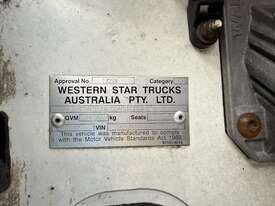 Approval No. Category
WESTERN STAR TRUCKS
AUSTRALIA PTY. LTD.
GVM kg Seats
VIN
This vehicle was manufactured to comply
with the Motor Vehicle Standards Act 1989.